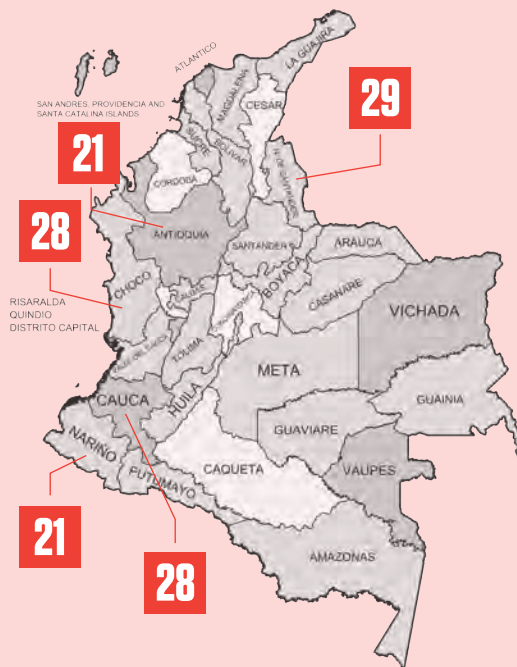 ATLANTICO
LA GUAJIRA
SAN ANDRES, PROVIDENCIA AND
SANTA CATALINA ISLANDS
MAGDALENA
CESAR
29
SUCRE
BOLIVAR
21
CORDOBA
N. DE SANTANDER
28
ANTIOQUIA
SANTANDER
ARAUCA
CHOCO
BOYACA
CASANARE
RISARALDA
QUINDIO
DISTRITO CAPITAL
CALDAS
CUNDINAMARCA
VICHADA
VALLE DEL CAUCA
TOLIMA
META
CAUCA
HUILA
GUAINIA
NARIÑO
GUAVIARE
CAQUETA
VAUPES
PUTUMAYO
21
28
AMAZONAS